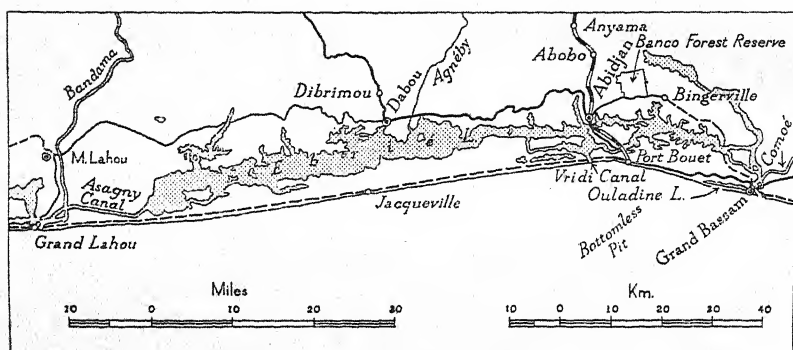 Anyama
Abobo
Abidjan
Banco Forest Reserve
Bandama
Agnéby
Dabou
Dibrimou
Bingerville
Comoé
M.Lahou
Ebrié L.
Asagny
Canal
Port Bouet
Vridi Canal
Ouladine L.
Jacqueville
Grand Lahou
Bottomless
Pit
Grand Bassam
Miles
10 0 10 20 30
Km.
10 0 10 20 30 40